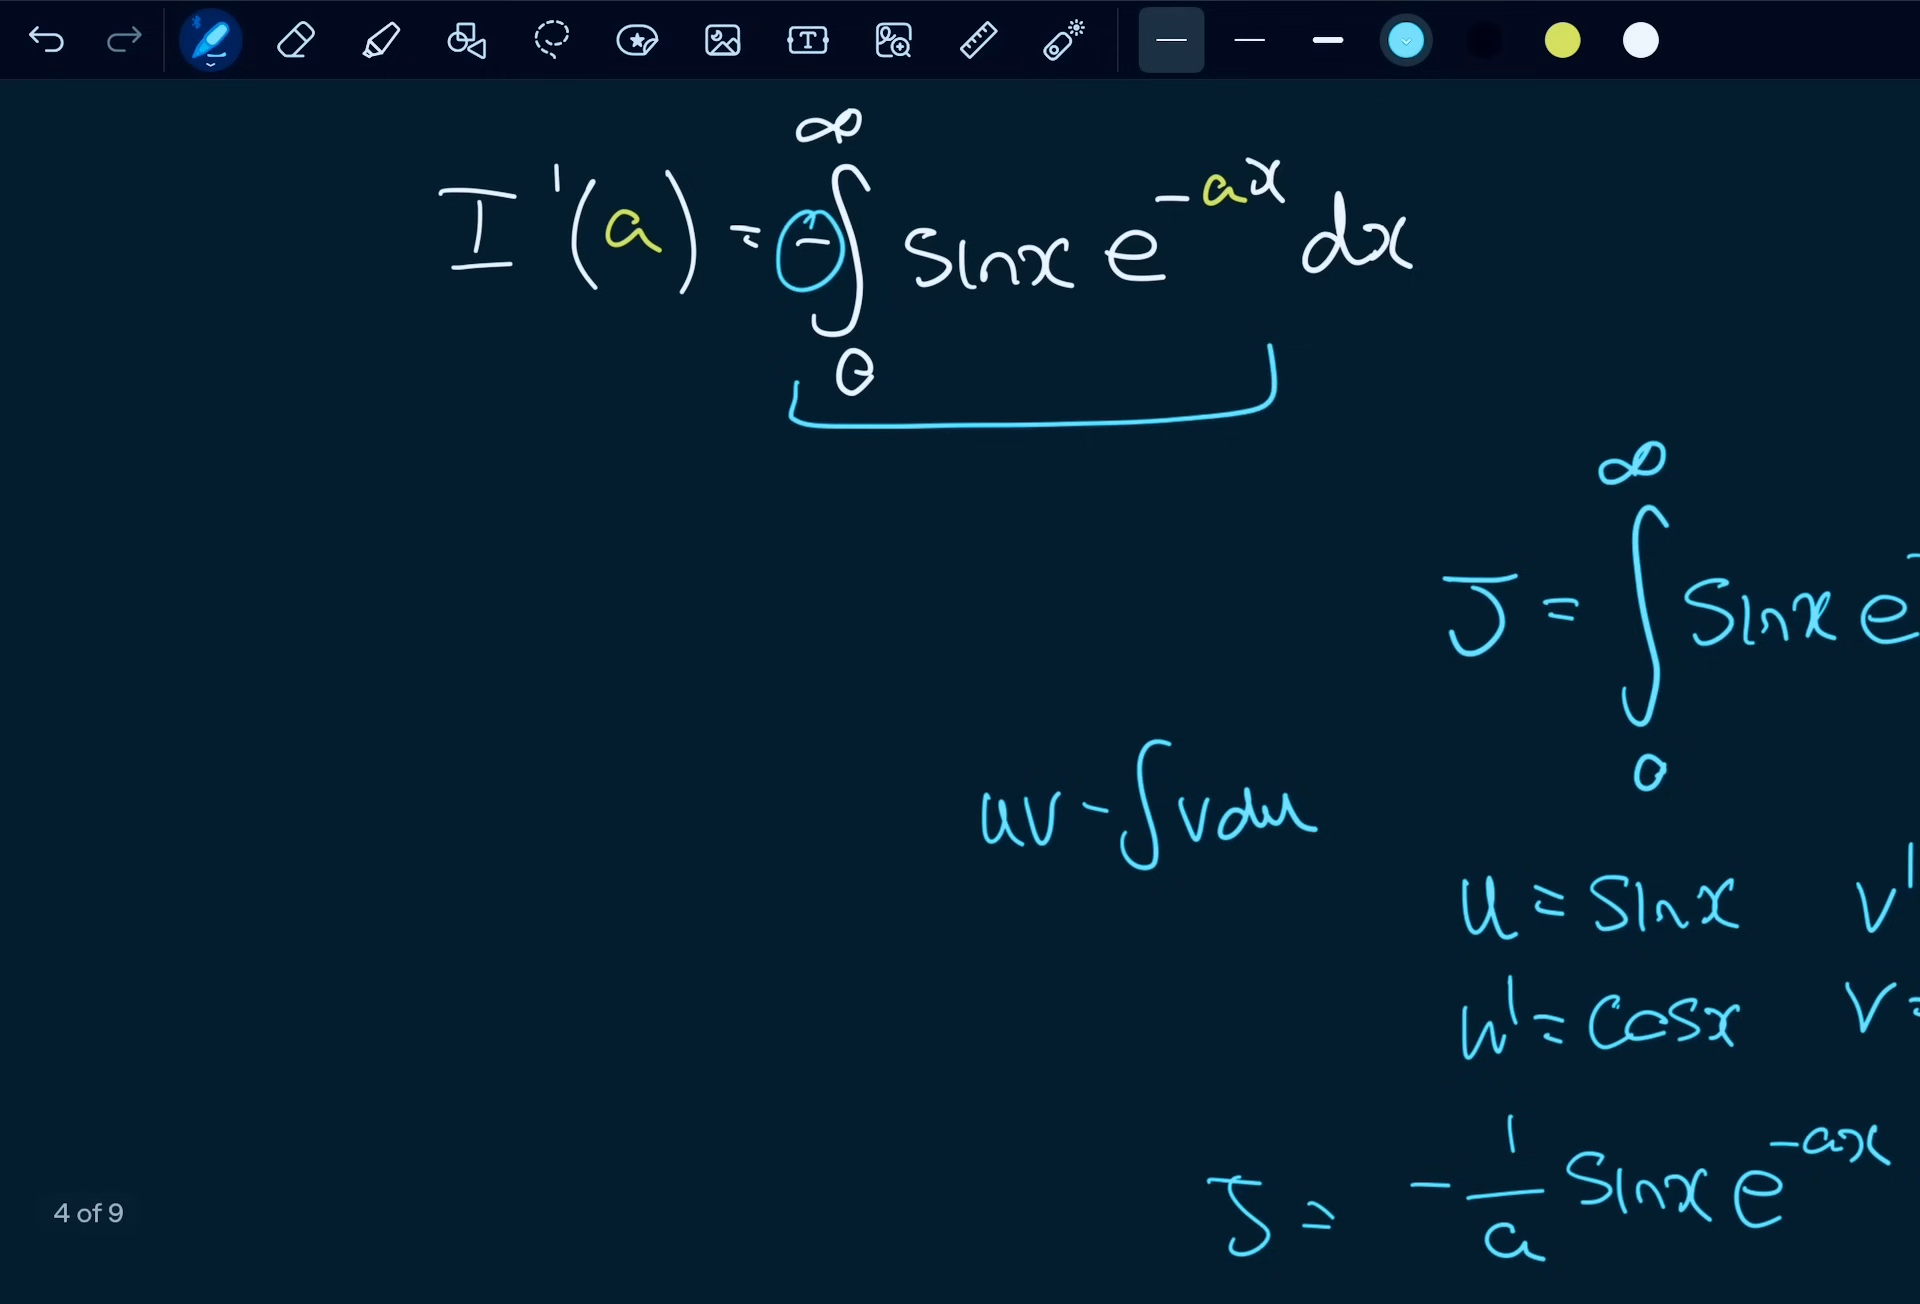 I'(a) = -∫₀^∞ sinx e^(-ax) dx
J = ∫₀^∞ sinx e^-
uv - ∫vdu
u = sinx v'
u' = cosx v =
J = -1/a sinx e^(-ax)
4 of 9